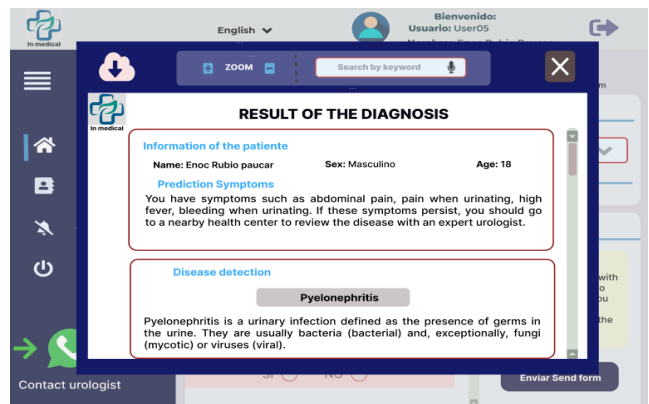 In medical
English
Bienvenido:
Usuario: User05
ZOOM
Search by keyword
In medical
RESULT OF THE DIAGNOSIS
Information of the patiente
Name: Enoc Rubio paucar
Sex: Masculino
Age: 18
Prediction Symptoms
You have symptoms such as abdominal pain, pain when urinating, high
fever, bleeding when urinating. If these symptoms persist, you should go
to a nearby health center to review the disease with an expert urologist.
Disease detection
Pyelonephritis
Pyelonephritis is a urinary infection defined as the presence of germs in
the urine. They are usually bacteria (bacterial) and, exceptionally, fungi
(mycotic) or viruses (viral).
with
the
Contact urologist
NO
Enviar Send form